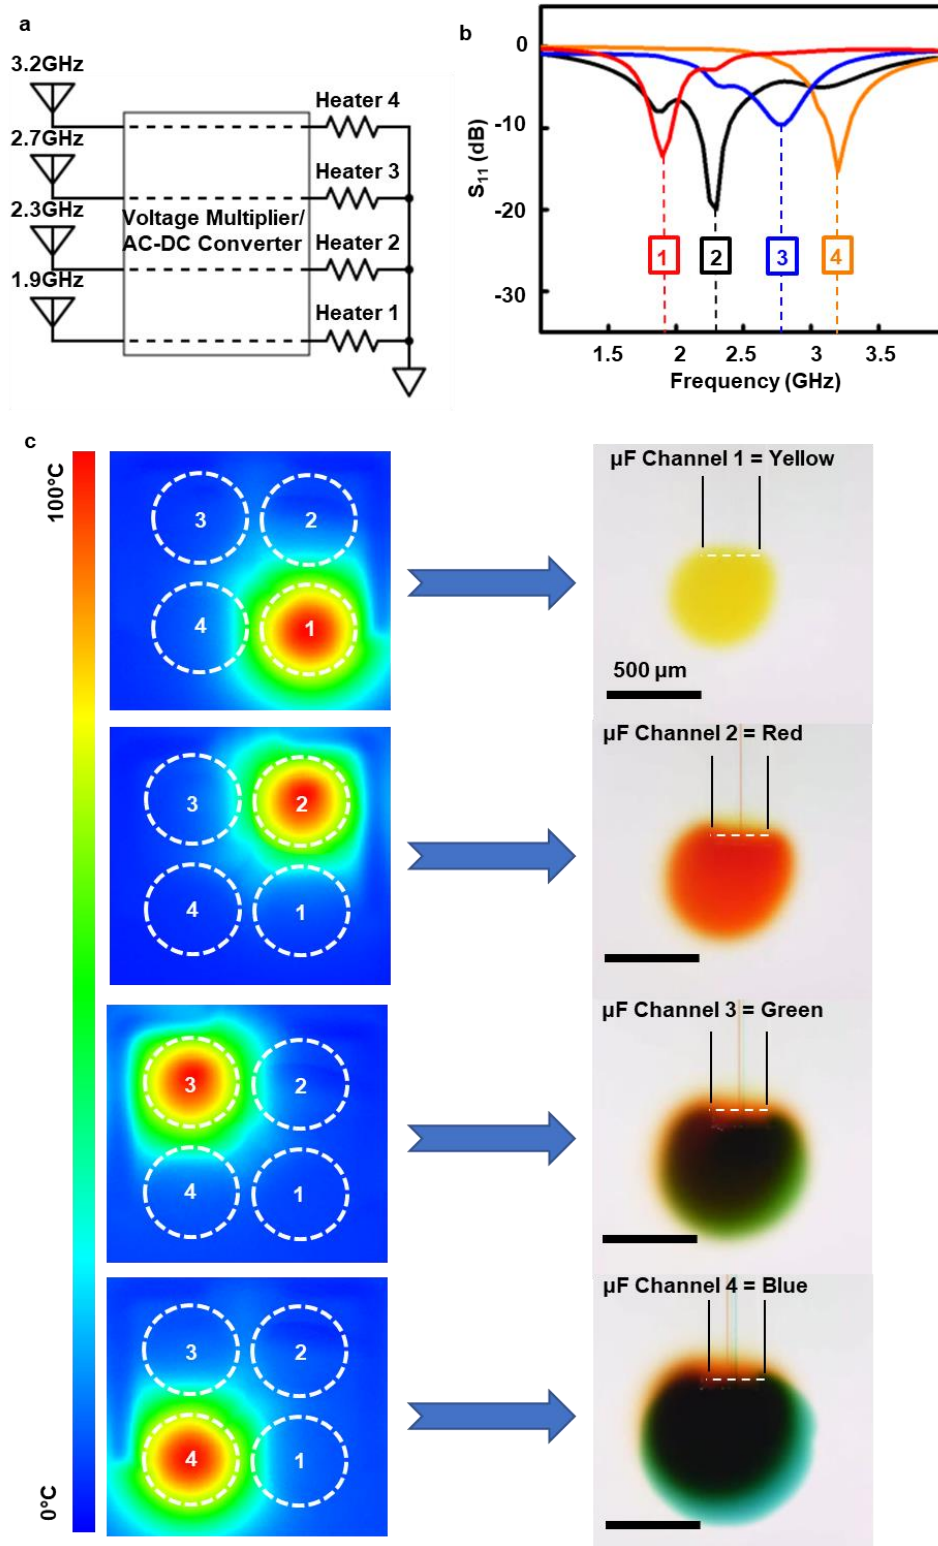 a
3.2GHz
2.7GHz
2.3GHz
1.9GHz
Voltage Multiplier/
AC-DC Converter
Heater 4
Heater 3
Heater 2
Heater 1
b
0
-10
-20
-30
S11 (dB)
1 2 3 4
1.5 2 2.5 3 3.5
Frequency (GHz)
c
100°C
0°C
3 2
4 1
µF Channel 1 = Yellow
500 µm
3 2
4 1
µF Channel 2 = Red
3 2
4 1
µF Channel 3 = Green
3 2
4 1
µF Channel 4 = Blue